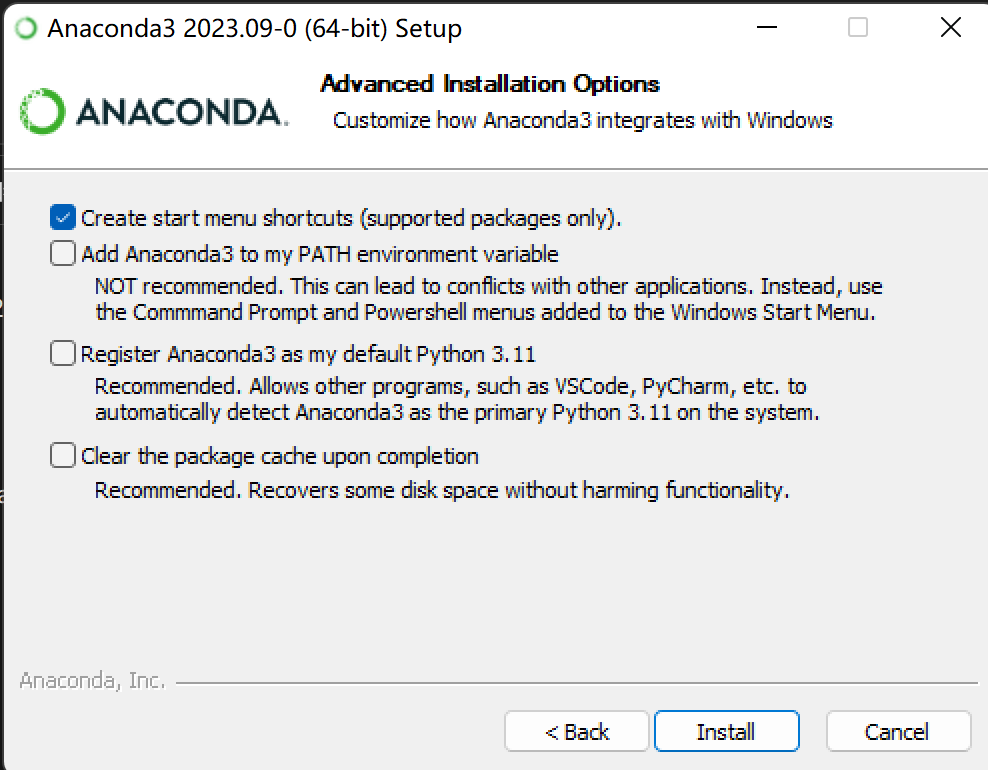 Anaconda3 2023.09-0 (64-bit) Setup
Advanced Installation Options
ANACONDA.
Customize how Anaconda3 integrates with Windows
Create start menu shortcuts (supported packages only).
Add Anaconda3 to my PATH environment variable
NOT recommended. This can lead to conflicts with other applications. Instead, use
the Commmand Prompt and Powershell menus added to the Windows Start Menu.
Register Anaconda3 as my default Python 3.11
Recommended. Allows other programs, such as VSCode, PyCharm, etc. to
automatically detect Anaconda3 as the primary Python 3.11 on the system.
Clear the package cache upon completion
Recommended. Recovers some disk space without harming functionality.
Anaconda, Inc.
< Back
Install
Cancel